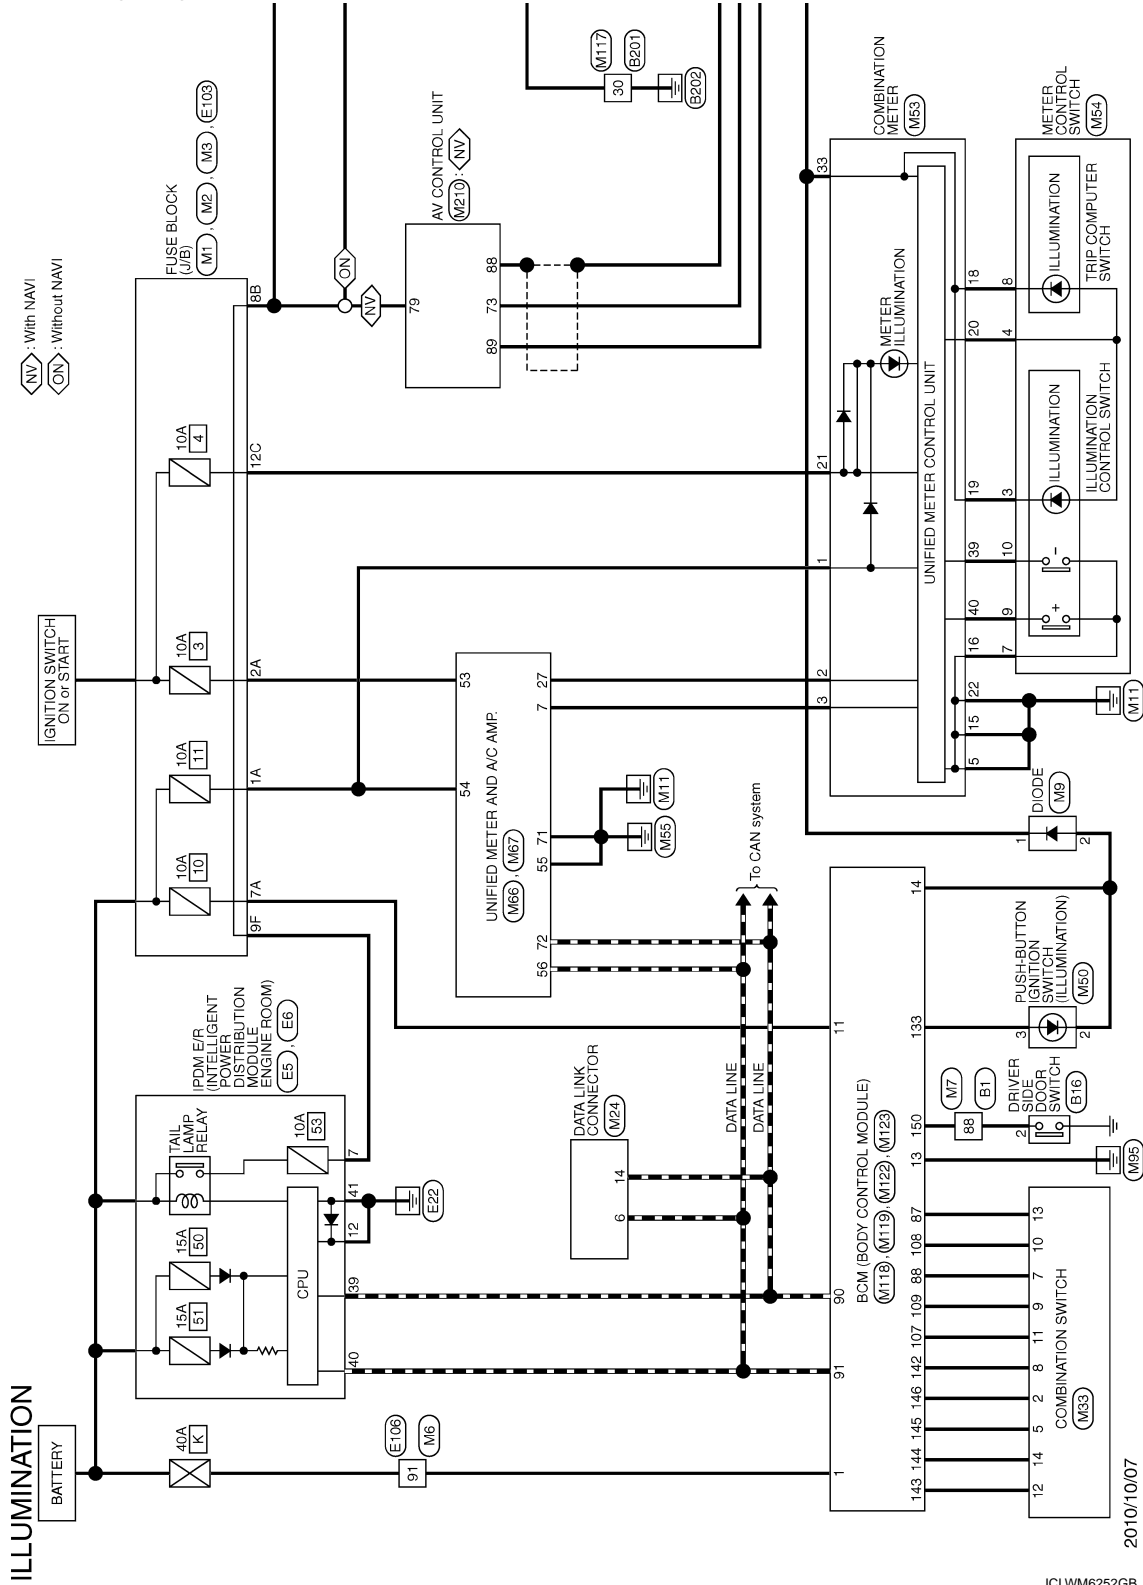 ILLUMINATION
BATTERY
40A
K
91
E106
M6
IPDM E/R
(INTELLIGENT
POWER
DISTRIBUTION
MODULE
ENGINE ROOM)
E5 , E6
15A
51
15A
50
TAIL
LAMP
RELAY
10A
53
CPU
40
39
12
41
7
E22
IGNITION SWITCH
ON or START
NV : With NAVI
ON : Without NAVI
FUSE BLOCK
(J/B)
M1 , M2 , M3 , E103
10A
10
10A
11
10A
3
10A
4
9F
7A
1A
2A
12C
8B
ON
NV
AV CONTROL UNIT
M210 : NV
79
89
73
88
30
M117
B201
B202
UNIFIED METER AND A/C AMP.
M66 , M67
54
53
56
72
55
71
7
27
M55
M11
To CAN system
DATA LINK
CONNECTOR
M24
6
14
DATA LINE
DATA LINE
BCM (BODY CONTROL MODULE)
M118 , M119 , M122 , M123
1
91
90
11
143
144
145
146
142
107
109
88
108
87
13
150
133
14
COMBINATION SWITCH
M33
12
14
5
2
8
11
9
7
10
13
M95
88
M7
B1
2
DRIVER
SIDE
DOOR
SWITCH
B16
PUSH-BUTTON
IGNITION
SWITCH
(ILLUMINATION)
M50
3
2
DIODE
M9
1
2
COMBINATION
METER
M53
3
2
1
21
33
UNIFIED METER CONTROL UNIT
METER
ILLUMINATION
5
15
22
16
40
39
19
20
18
M11
METER
CONTROL
SWITCH
M54
7
9
10
3
4
8
+
-
ILLUMINATION
ILLUMINATION
CONTROL SWITCH
ILLUMINATION
TRIP COMPUTER
SWITCH
2010/10/07
JCLWM6252GB